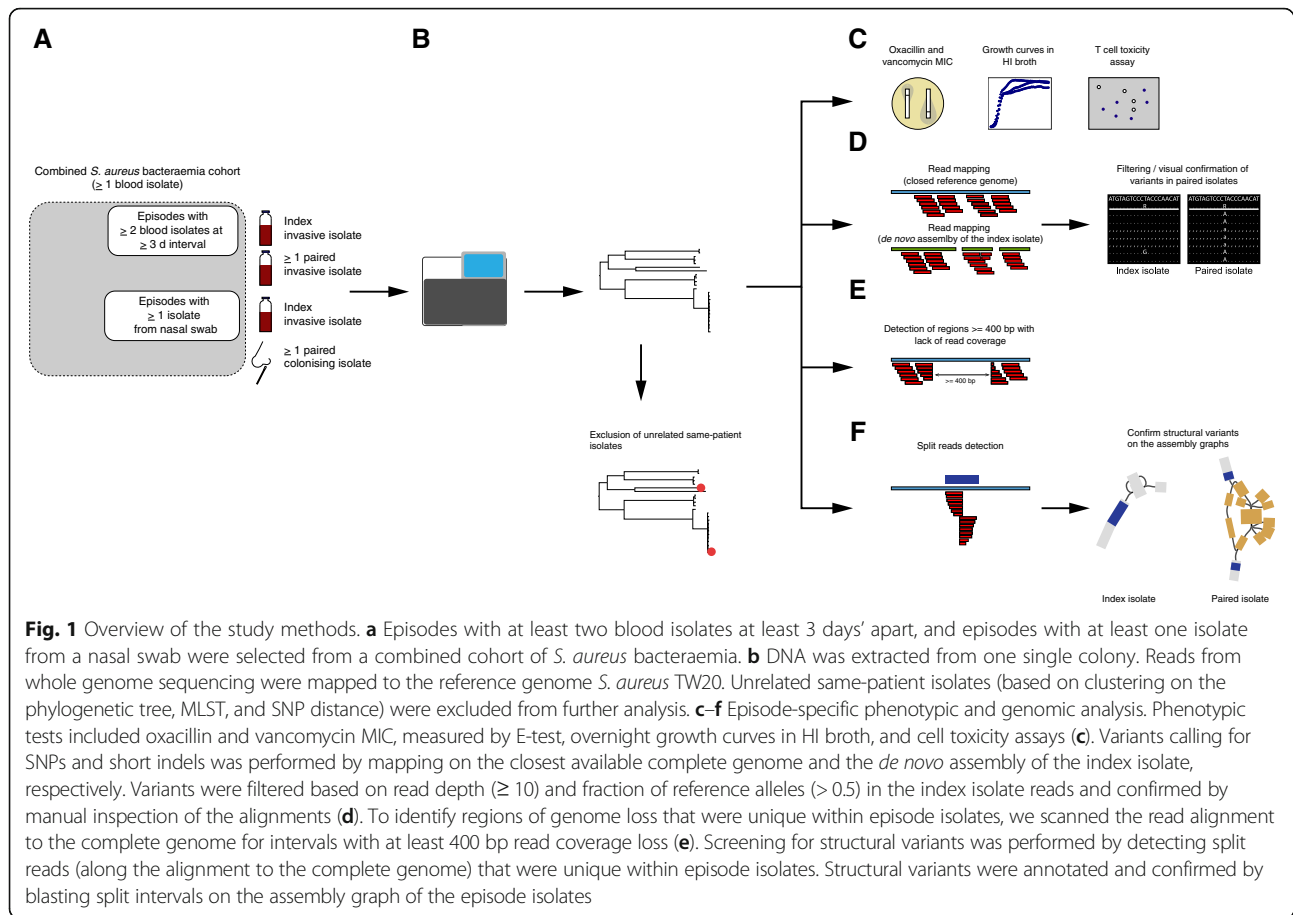 A
B
C
Oxacillin and
vancomycin MIC
Growth curves in
HI broth
T cell toxicity
assay
D
Combined S. aureus bacteraemia cohort
(≥ 1 blood isolate)
Episodes with
≥ 2 blood isolates at
≥ 3 d interval
Index
invasive isolate
≥ 1 paired
invasive isolate
Episodes with
≥ 1 isolate
from nasal swab
Index
invasive isolate
≥ 1 paired
colonising isolate
Read mapping
(closed reference genome)
Read mapping
(de novo assemlby of the index isolate)
Filtering / visual confirmation of
variants in paired isolates
ATGTAGTCCCTACCCAACAT
R
G
ATGTAGTCCCTACCCAACAT
R
A
A
a
a
a
A
A
Index isolate
Paired isolate
E
Detection of regions >= 400 bp with
lack of read coverage
>= 400 bp
Exclusion of unrelated same-patient
isolates
F
Split reads detection
Confirm structural variants
on the assembly graphs
Index isolate
Paired isolate
Fig. 1 Overview of the study methods. a Episodes with at least two blood isolates at least 3 days' apart, and episodes with at least one isolate
from a nasal swab were selected from a combined cohort of S. aureus bacteraemia. b DNA was extracted from one single colony. Reads from
whole genome sequencing were mapped to the reference genome S. aureus TW20. Unrelated same-patient isolates (based on clustering on the
phylogenetic tree, MLST, and SNP distance) were excluded from further analysis. c–f Episode-specific phenotypic and genomic analysis. Phenotypic
tests included oxacillin and vancomycin MIC, measured by E-test, overnight growth curves in HI broth, and cell toxicity assays (c). Variants calling for
SNPs and short indels was performed by mapping on the closest available complete genome and the de novo assembly of the index isolate,
respectively. Variants were filtered based on read depth (≥ 10) and fraction of reference alleles (> 0.5) in the index isolate reads and confirmed by
manual inspection of the alignments (d). To identify regions of genome loss that were unique within episode isolates, we scanned the read alignment
to the complete genome for intervals with at least 400 bp read coverage loss (e). Screening for structural variants was performed by detecting split
reads (along the alignment to the complete genome) that were unique within episode isolates. Structural variants were annotated and confirmed by
blasting split intervals on the assembly graph of the episode isolates